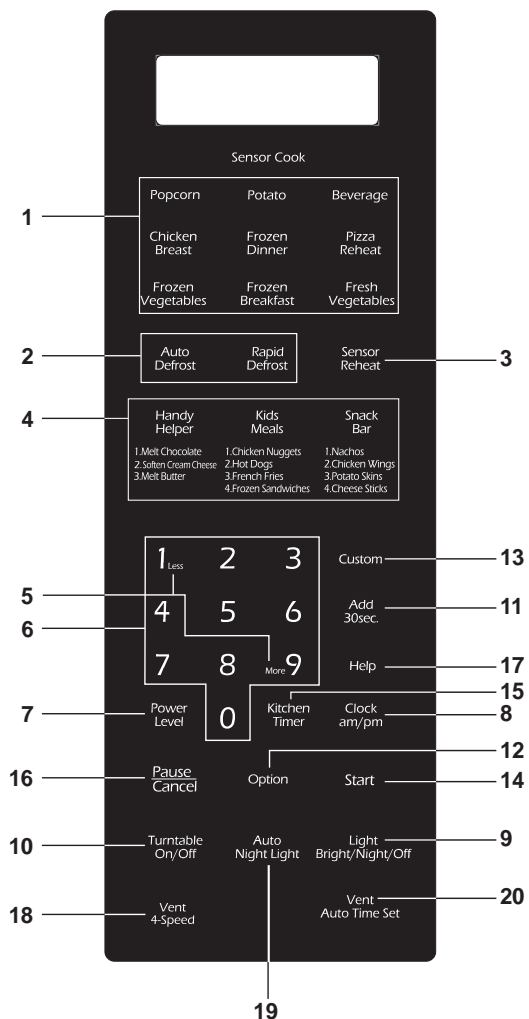 Sensor Cook
Popcorn Potato Beverage
1
Chicken Breast
Frozen Dinner
Pizza Reheat
Frozen Vegetables
Frozen Breakfast
Fresh Vegetables
2
Auto Defrost
Rapid Defrost
Sensor Reheat
3
4
Handy Helper
1.Melt Chocolate
2.Soften Cream Cheese
3.Melt Butter
Kids Meals
1.Chicken Nuggets
2.Hot Dogs
3.French Fries
4.Frozen Sandwiches
Snack Bar
1.Nachos
2.Chicken Wings
3.Potato Skins
4.Cheese Sticks
1 Less 2 3
Custom
13
5
6
4 5 6
Add 30sec.
11
7 8 More 9
Help
17
15
7
Power Level
0
Kitchen Timer
Clock am/pm
8
12
16
Pause Cancel
Option
Start
14
10
Turntable On/Off
Auto Night Light
Light Bright/Night/Off
9
18
Vent 4-Speed
Vent Auto Time Set
20
19